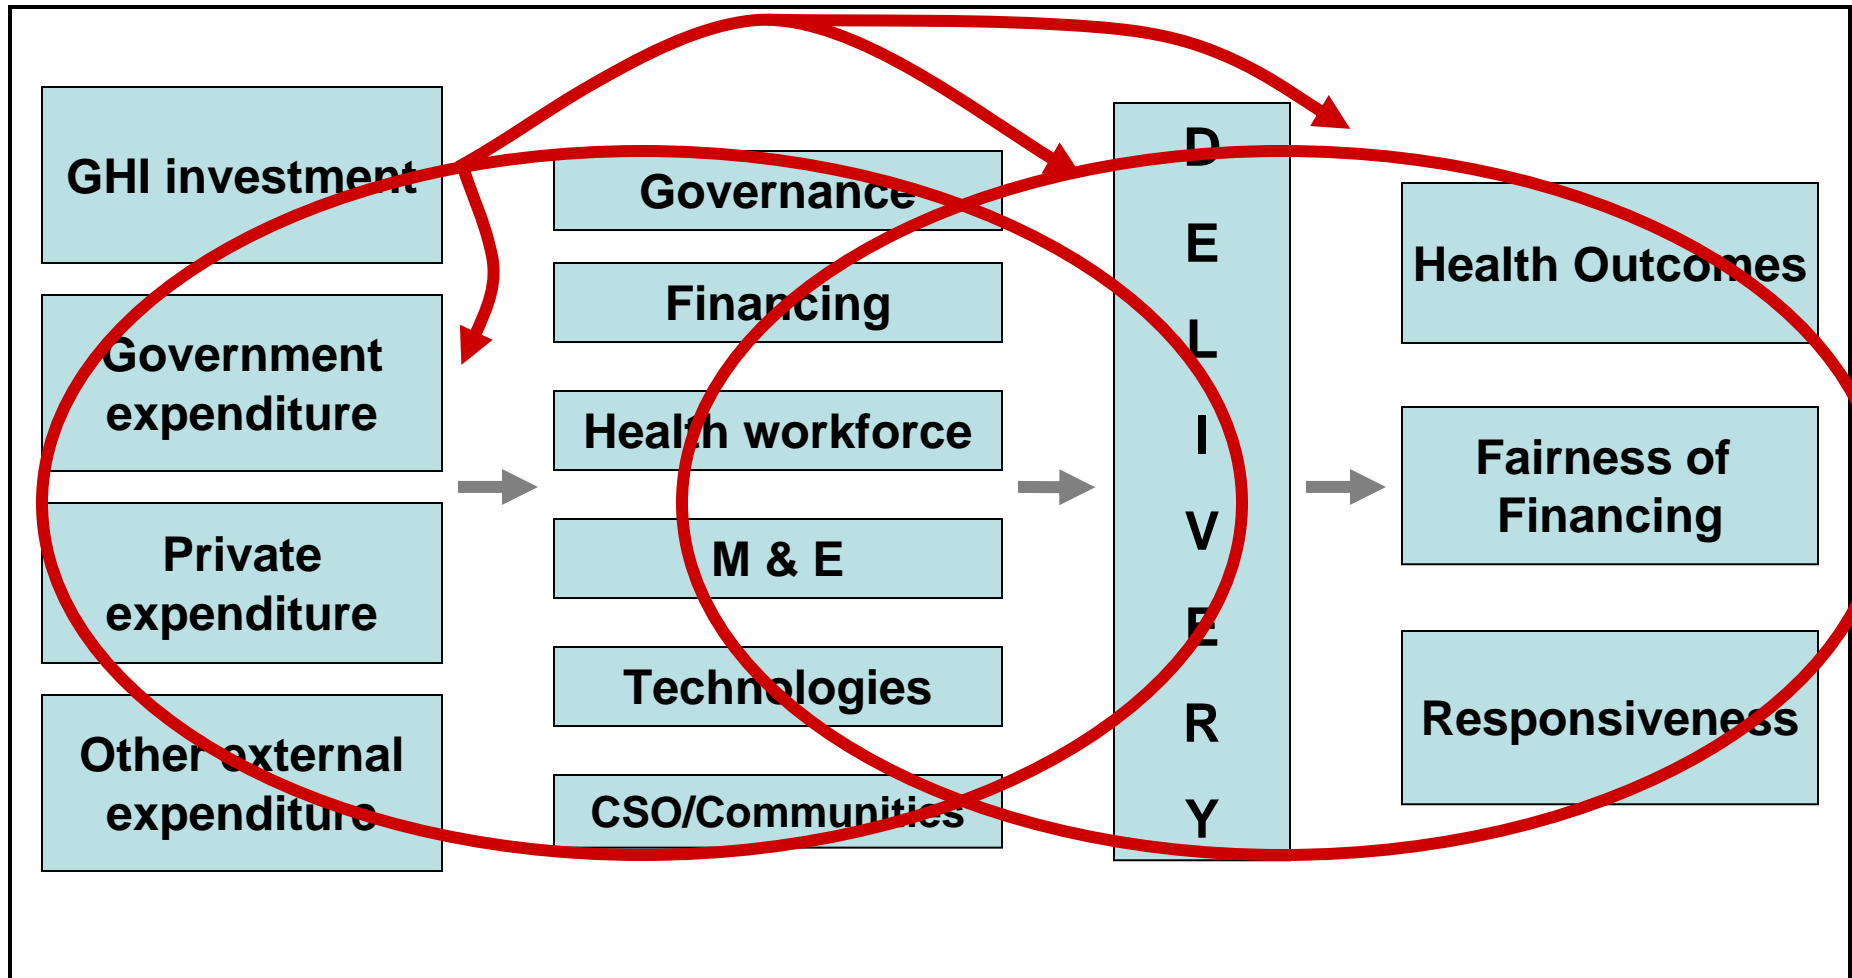 GHI investment
Government
expenditure
Private
expenditure
Other external
expenditure
Governance
Financing
Health workforce
M & E
Technologies
CSO/Communities
D
E
L
I
V
E
R
Y
Health Outcomes
Fairness of
Financing
Responsiveness